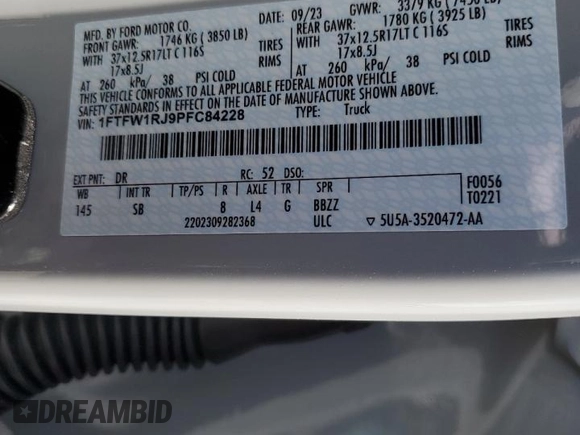 MFD. BY FORD MOTOR CO.
DATE: 09/23 GVWR: 3379 KG
FRONT GAWR: 1746 KG ( 3850 LB)
REAR GAWR: 1780 KG ( 3925 LB)
37x12.5R17LT C 116S TIRES
37x12.5R17LT C 116S TIRES
17x8.5J RIMS
17x8.5J RIMS
AT 260 kPa/ 38 PSI COLD
AT 260 kPa/ 38 PSI COLD
THIS VEHICLE CONFORMS TO ALL APPLICABLE FEDERAL MOTOR VEHICLE
SAFETY STANDARDS IN EFFECT ON THE DATE OF MANUFACTURE SHOWN ABOVE.
1FTFW1RJ9PFC84228 TYPE: Truck
EXT PNT: DR RC: 52 DSO: F0056
WB INT TR TP/PS R AXLE TR SPR T0221
145 SB 8 L4 G BBZZ
2202309282368 ULC ▽ 5U5A-3520472-AA
DREAMBID